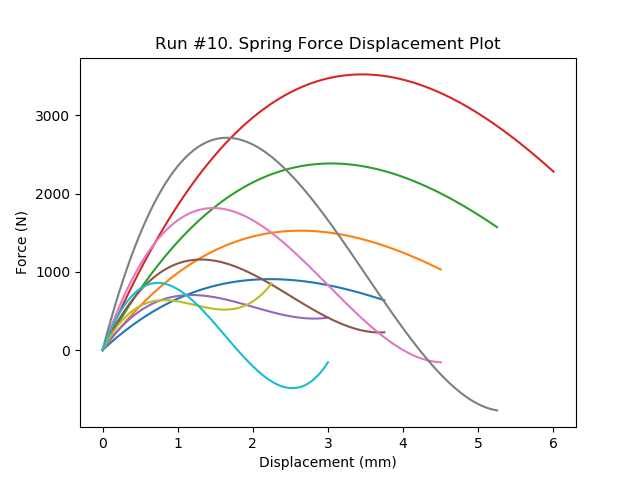 Run #10. Spring Force Displacement Plot
Force (N)
3000
2000
1000
0
0 1 2 3 4 5 6
Displacement (mm)